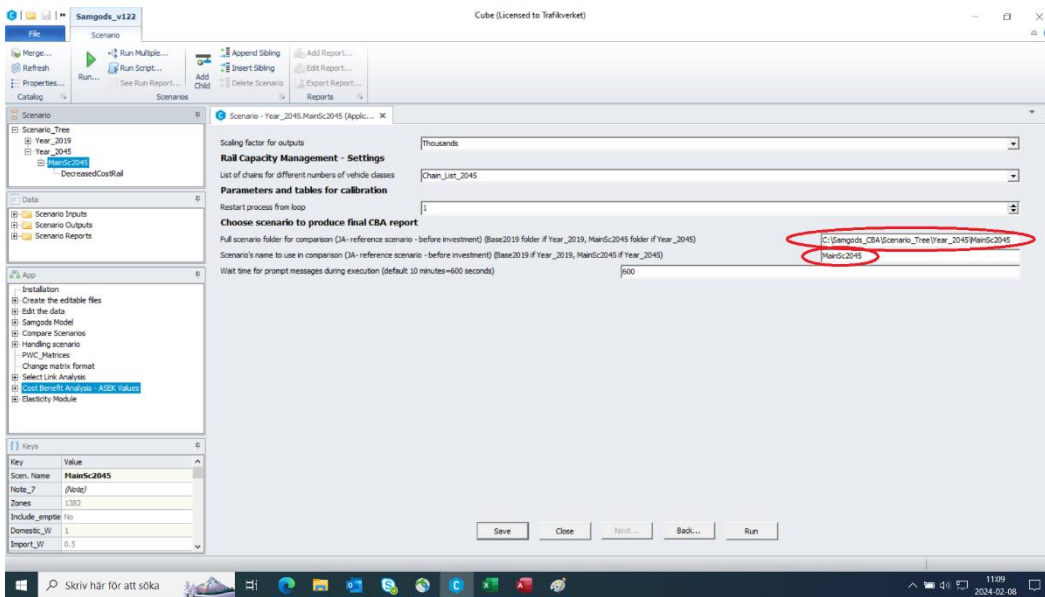 Samgods_v122
Cube (Licensed to Trafikverket)
File
Scenario
Merge...
Refresh
Properties...
Catalog
Run...
Run Multiple...
Run Script...
See Run Report...
Scenarios
Add Child
Append Sibling
Insert Sibling
Delete Scenario
Add Report...
Edit Report...
Export Report...
Reports
Scenario
Scenario_Tree
Year_2019
Year_2045
MainSc2045
DecreasedCostRail
Data
Scenario Inputs
Scenario Outputs
Scenario Reports
App
Installation
Create the editable files
Edit the data
Samgods Model
Compare Scenarios
Handling scenario
PWC_Matrices
Change matrix format
Select Link Analysis
Cost Benefit Analysis - ASEK Values
Elasticity Module
Keys
Key Value
Scen. Name MainSc2045
Note_7 (Note)
Zones 1382
Include_emptie No
Domestic_W 1
Import_W 0.5
Scenario - Year_2045.MainSc2045 (Applic...
Scaling factor for outputs Thousands
Rail Capacity Management - Settings
List of chains for different numbers of vehicle classes Chain_List_2045
Parameters and tables for calibration
Restart process from loop 1
Choose scenario to produce final CBA report
Full scenario folder for comparison (JA- reference scenario - before investment) (Base2019 folder if Year_2019, MainSc2045 folder if Year_2045) C:\Samgods_CBA\Scenario_Tree\Year_2045\MainSc2045
Scenario's name to use in comparison (JA- reference scenario - before investment) (Base2019 if Year_2019, MainSc2045 if Year_2045) MainSc2045
Wait time for prompt messages during execution (default 10 minutes=600 seconds) 600
Save Close Next... Back... Run
Skriv här för att söka
11:09
2024-02-08